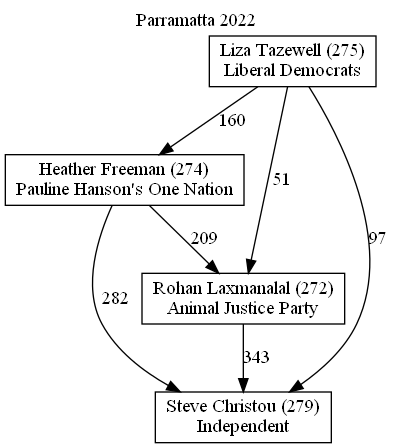 Parramatta 2022
Liza Tazewell (275)
Liberal Democrats
160
Heather Freeman (274)
Pauline Hanson's One Nation
51
97
209
282
Rohan Laxmanalal (272)
Animal Justice Party
343
Steve Christou (279)
Independent